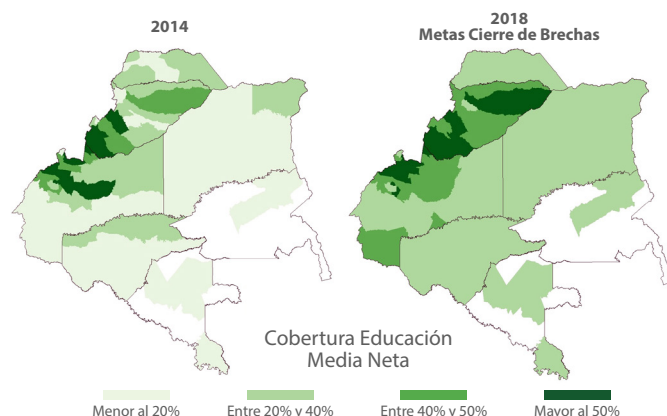 2014
2018
Metas Cierre de Brechas
Cobertura Educación
Media Neta
Menor al 20%
Entre 20% y 40%
Entre 40% y 50%
Mayor al 50%